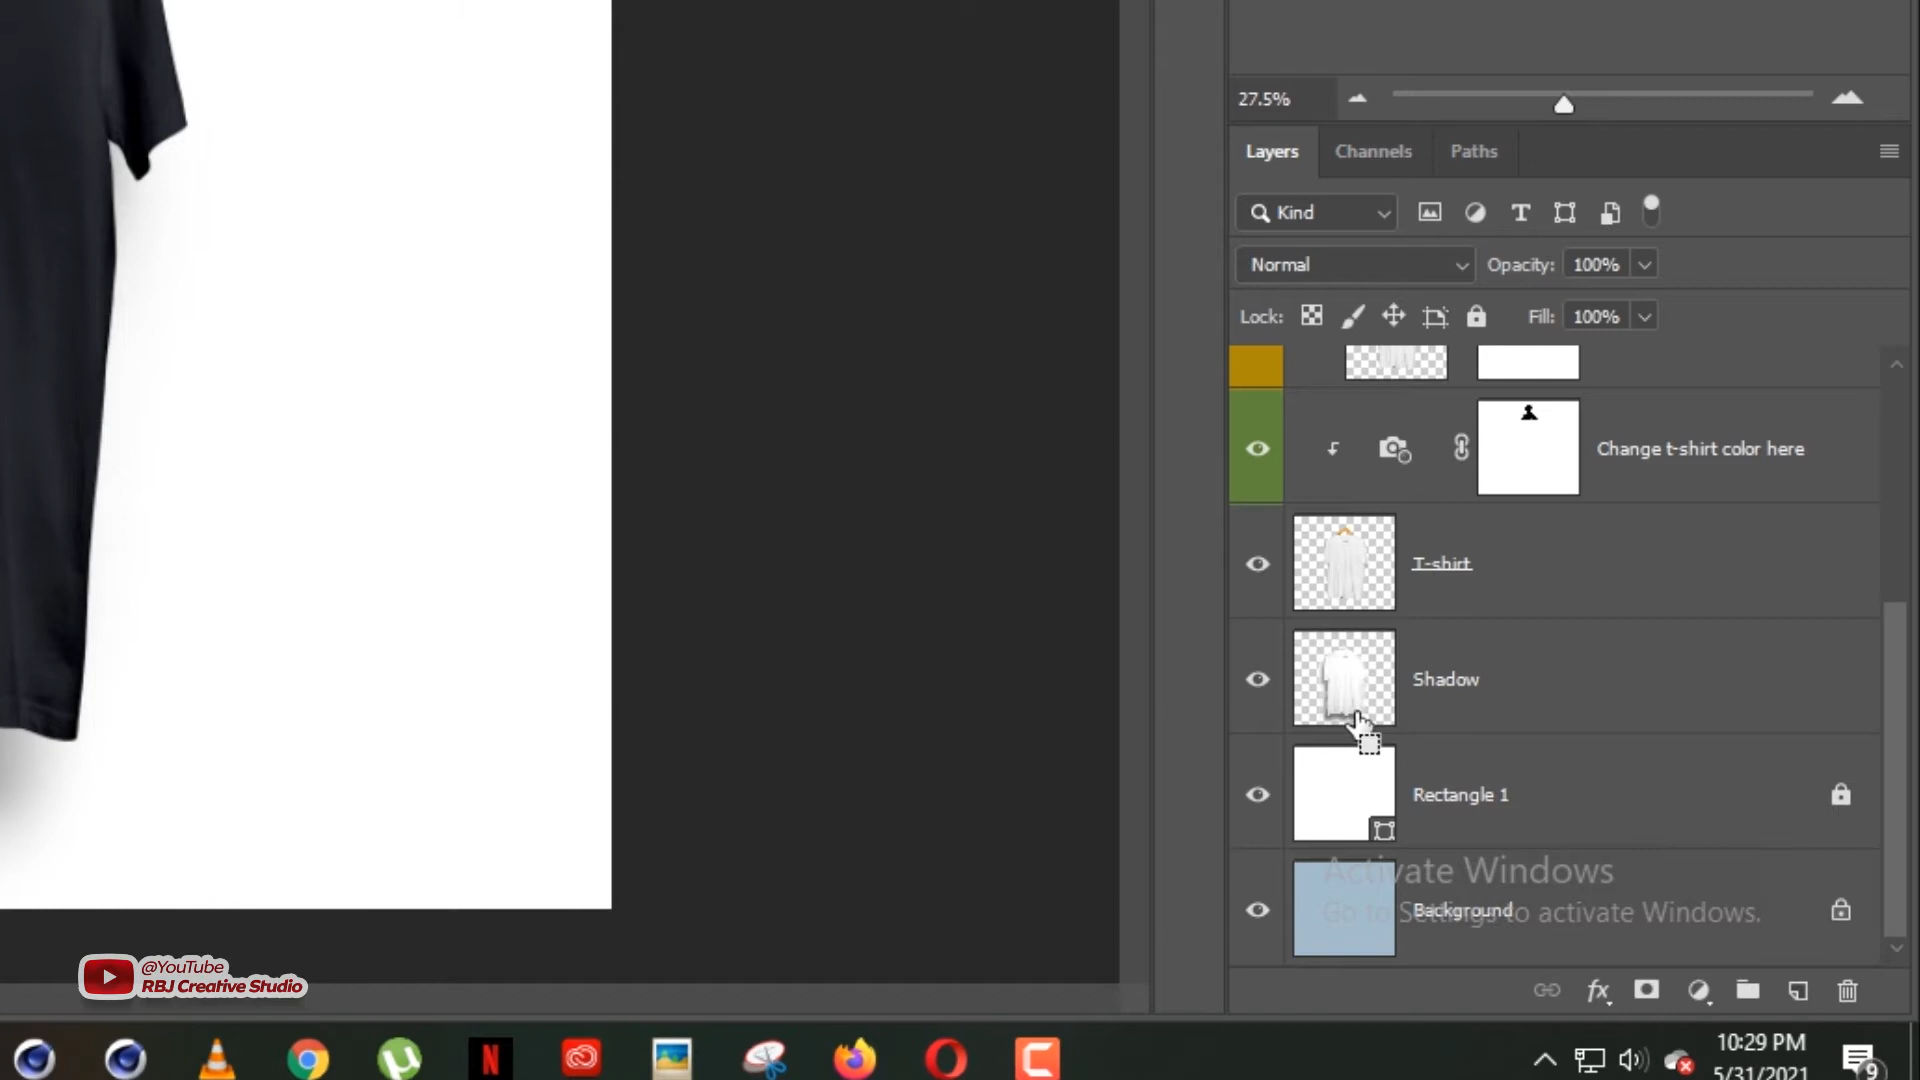 27.5%
Layers Channels Paths
Kind T
Normal Opacity: 100%
Lock: Fill: 100%
Change t-shirt color here
T-shirt
Shadow
Rectangle 1
Activate Windows
Background
Go to Settings to activate Windows.
fx
@YouTube
RBJ Creative Studio
N
10:29 PM
5/31/2021
9